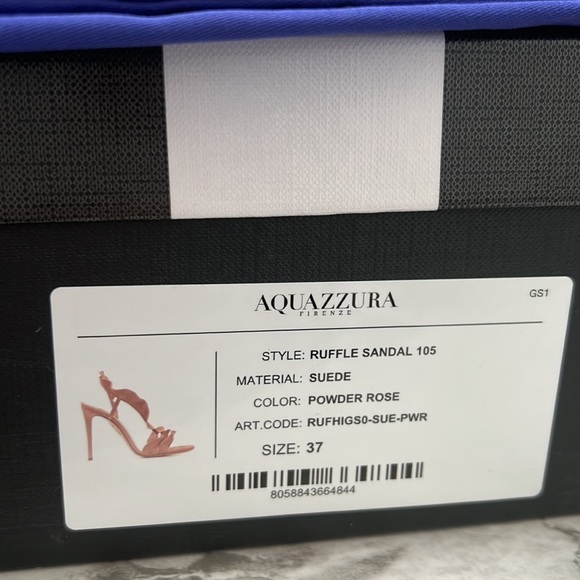 AQUAZZURA
FIRENZE
GS1
STYLE: RUFFLE SANDAL 105
MATERIAL: SUEDE
COLOR: POWDER ROSE
ART.CODE: RUFHIGS0-SUE-PWR
SIZE: 37
8058843664844